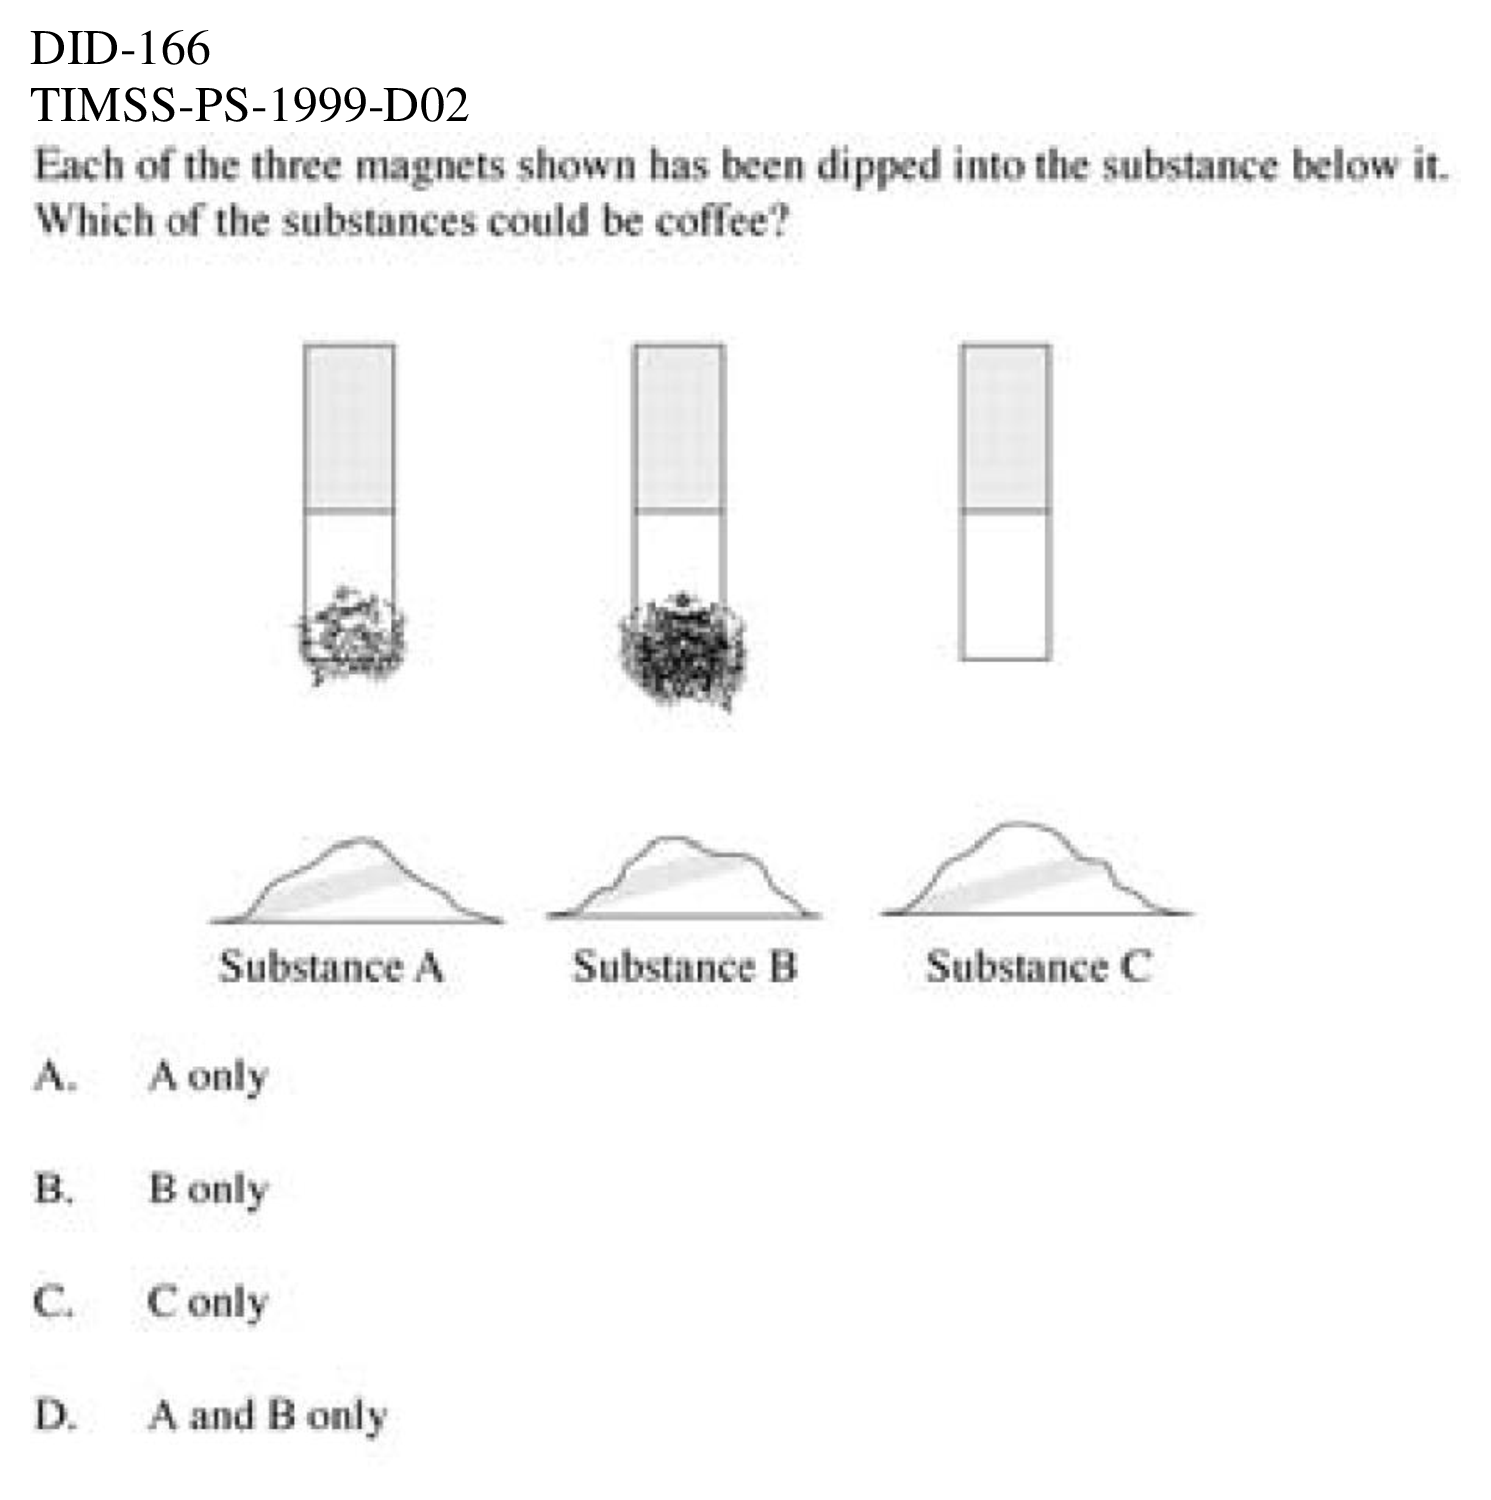 DID-166
TIMSS-PS-1999-D02
Each of the three magnets shown has been dipped into the substance below it.
Which of the substances could be coffee?
Substance A Substance B Substance C
A. A only
B. B only
C. C only
D. A and B only